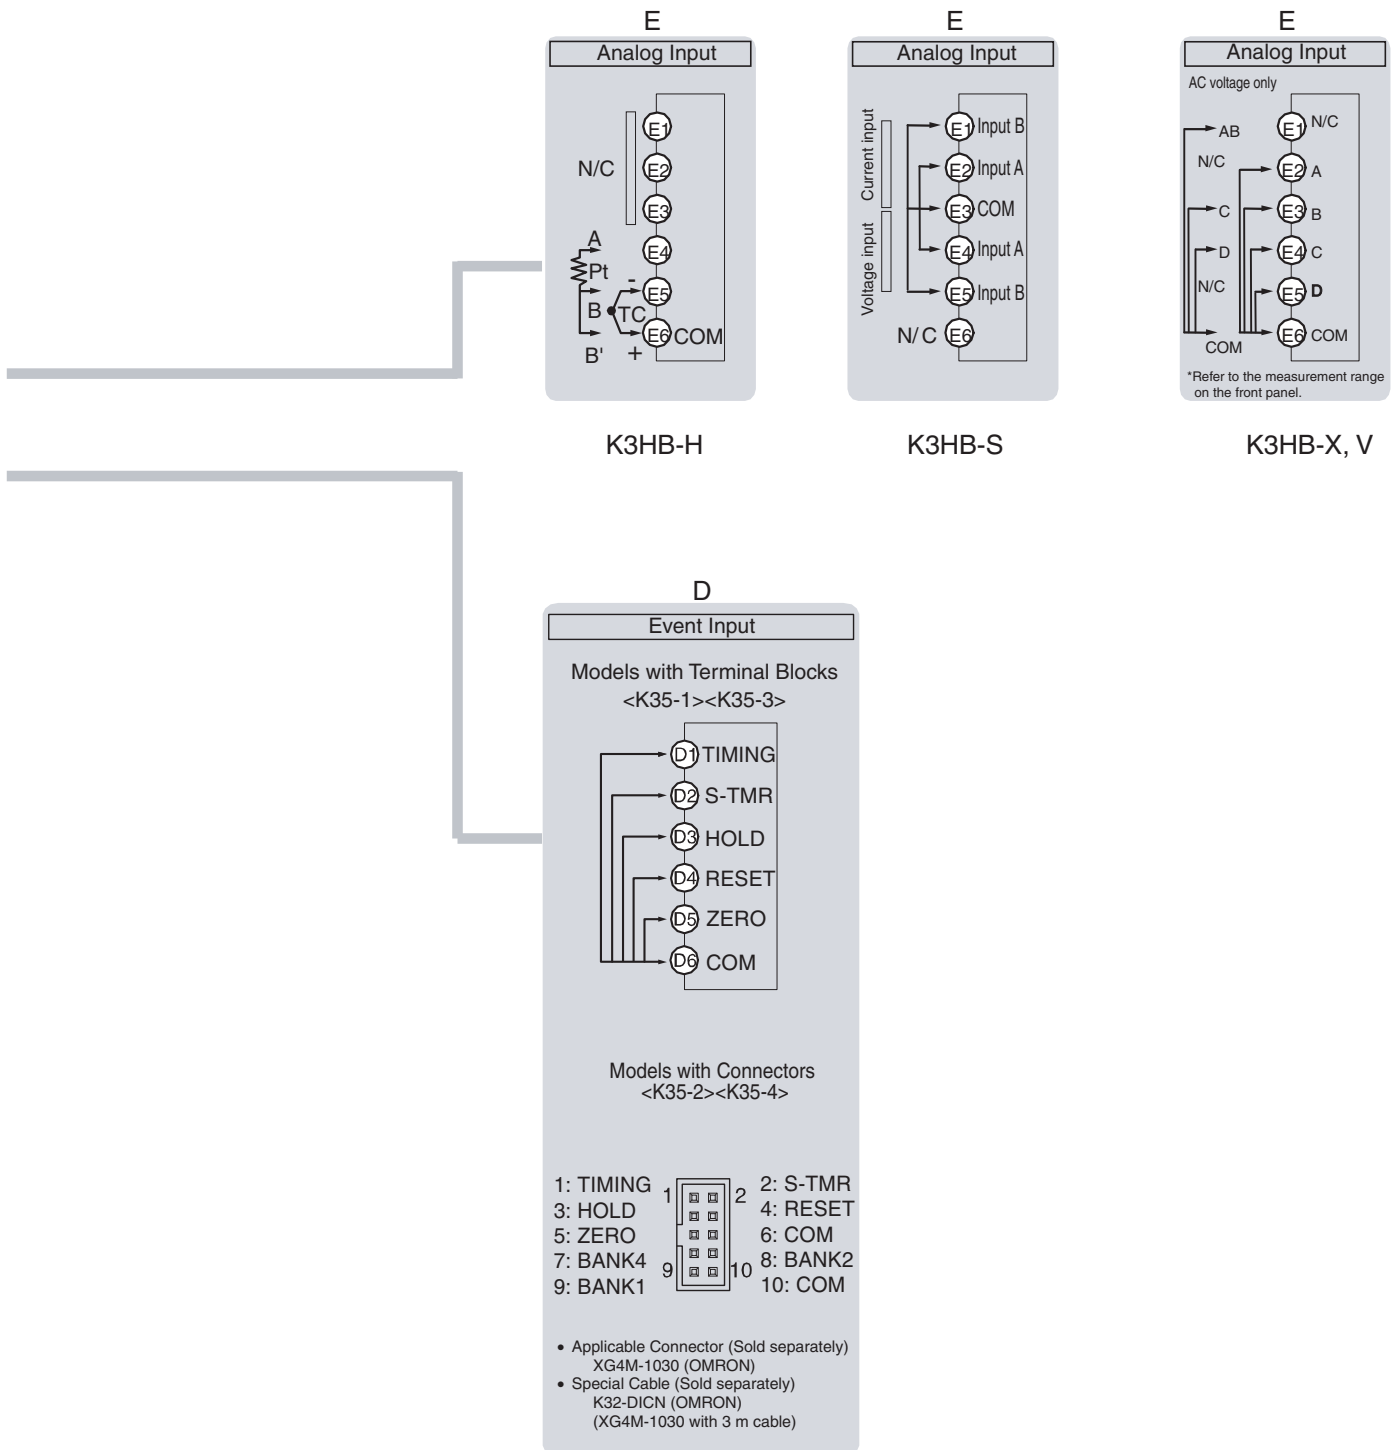 E
Analog Input
E1
N/C
E2
E3
A
E4
Pt
-
E5
B
TC
E6
COM
B'
+
K3HB-H
E
Analog Input
Current input
Voltage input
E1 Input B
E2 Input A
E3 COM
E4 Input A
E5 Input B
N/C E6
K3HB-S
E
Analog Input
AC voltage only
AB
E1 N/C
N/C
E2 A
C
E3 B
D
E4 C
N/C
E5 D
E6 COM
COM
*Refer to the measurement range
on the front panel.
K3HB-X, V
D
Event Input
Models with Terminal Blocks
<K35-1><K35-3>
D1 TIMING
D2 S-TMR
D3 HOLD
D4 RESET
D5 ZERO
D6 COM
Models with Connectors
<K35-2><K35-4>
1: TIMING
3: HOLD
5: ZERO
7: BANK4
9: BANK1
1
2
9
10
2: S-TMR
4: RESET
6: COM
8: BANK2
10: COM
• Applicable Connector (Sold separately)
XG4M-1030 (OMRON)
• Special Cable (Sold separately)
K32-DICN (OMRON)
(XG4M-1030 with 3 m cable)